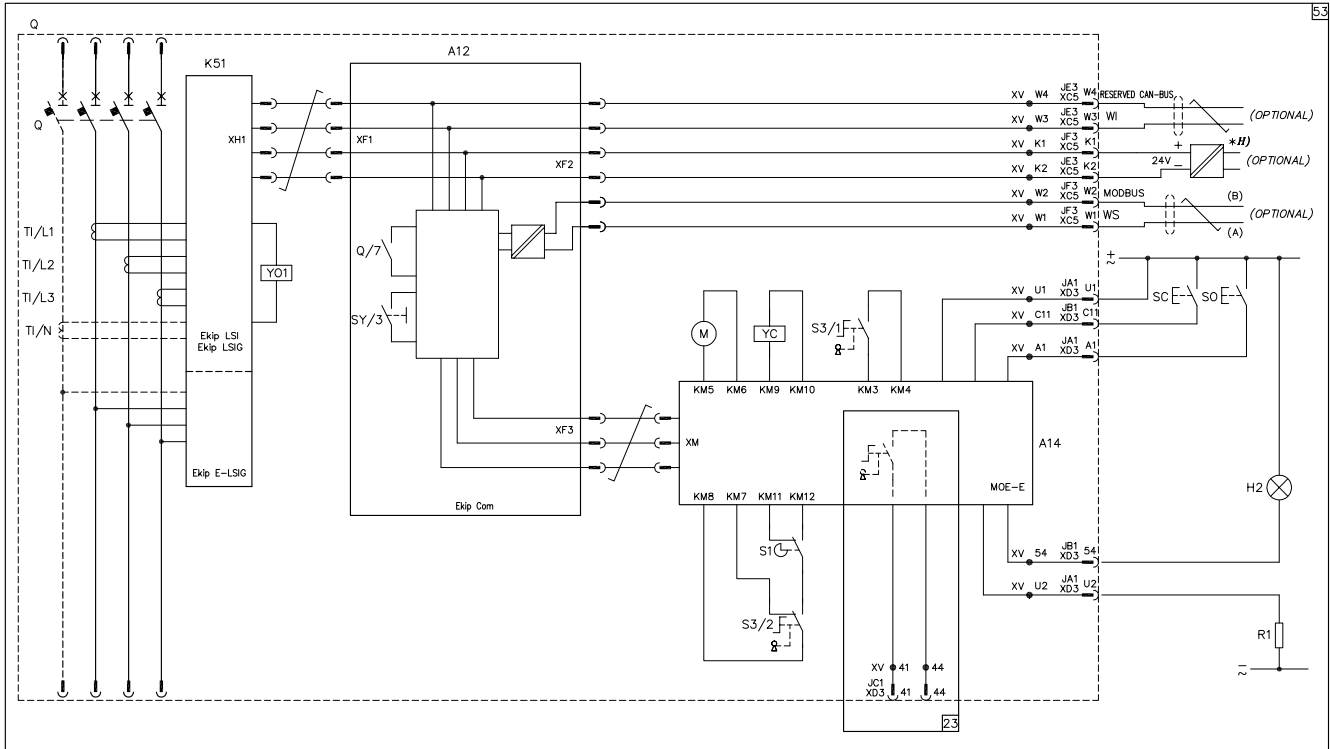 53
Q
A12
K51
XV W4 JE3 XC5 W4 RESERVED CAN-BUS
(OPTIONAL)
XV W3 JE3 XC5 W3 WI
Q
XH1
XF1
XV K1 JF3 XC5 K1 + *H)
XF2
24V −
(OPTIONAL)
XV K2 JE3 XC5 K2
XV W2 JF3 XC5 W2 MODBUS (B)
(OPTIONAL)
XV W1 JF3 XC5 W1 WS (A)
TI/L1
TI/L2
TI/L3
TI/N
YO1
Q/7
SY/3
Ekip LSI
Ekip LSIG
+
~
XV U1 JA1 XD3 U1
SC
SO
XV C11 JB1 XD3 C11
XV A1 JA1 XD3 A1
M
YC
S3/1
KM5 KM6 KM9 KM10 KM3 KM4
XF3
XM
A14
Ekip E-LSIG
MOE-E
KM8 KM7 KM11 KM12
H2
Ekip Com
S1
XV 54 JB1 XD3 54
XV U2 JA1 XD3 U2
S3/2
R1
XV 41 44
−
~
JC1
XD3 41 44
23